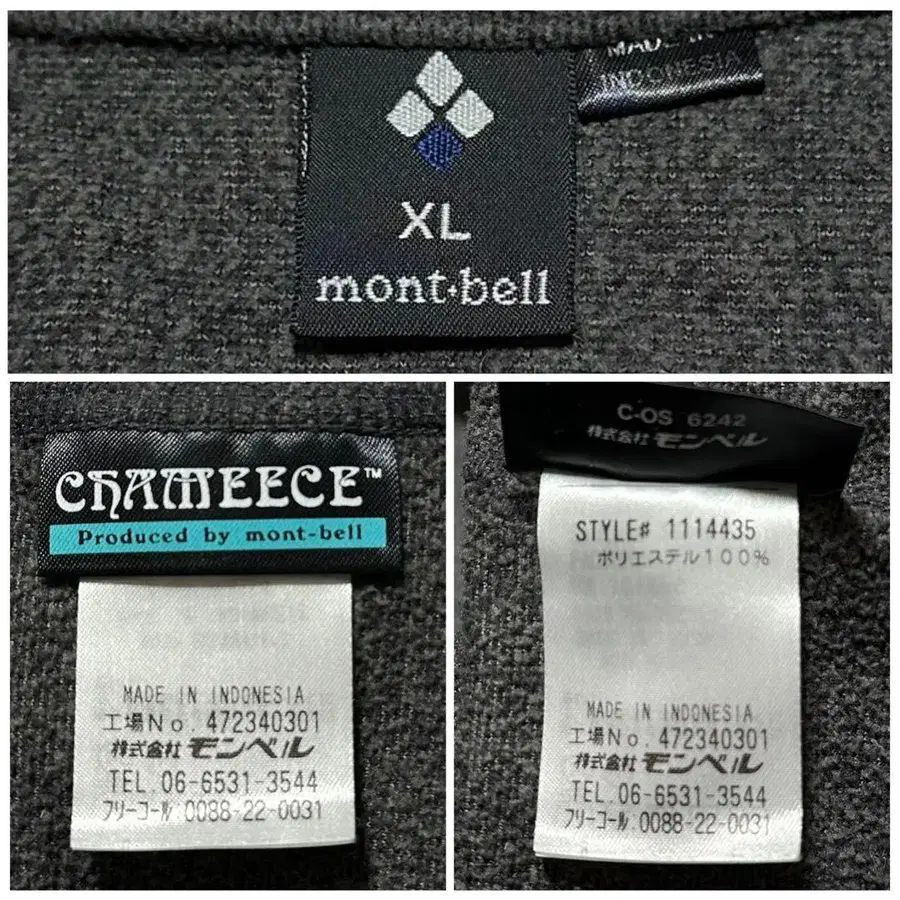 MADE IN
INDONESIA
XL
mont·bell
CHAMEECE™
Produced by mont-bell
MADE IN INDONESIA
工場No. 472340301
株式会社 モンベル
TEL. 06-6531-3544
フリーコール:0088-22-0031
C-OS 6242
株式会社 モンベル
STYLE# 1114435
ポリエステル100%
MADE IN INDONESIA
工場No. 472340301
株式会社 モンベル
TEL. 06-6531-3544
フリーコール:0088-22-0031